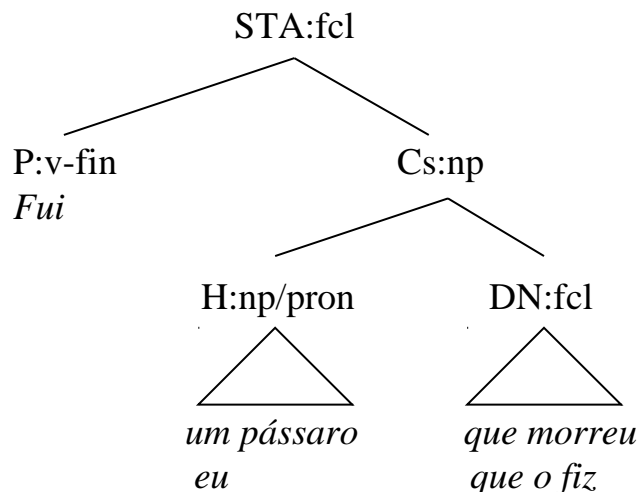 STA:fcl
P:v-fin
Cs:np
Fui
H:np/pron
DN:fcl
um pássaro
que morreu
eu
que o fiz